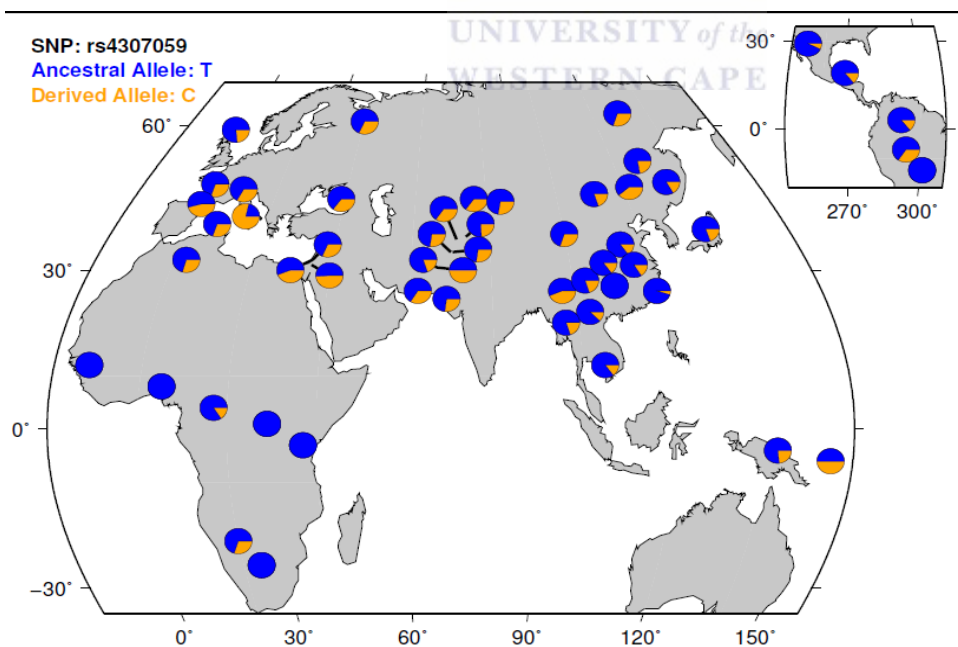 UNIVERSITY of the
WESTERN CAPE
SNP: rs4307059
Ancestral Allele: T
Derived Allele: C
60°
30°
0°
−30°
0°
30°
60°
90°
120°
150°
30°
0°
270°
300°